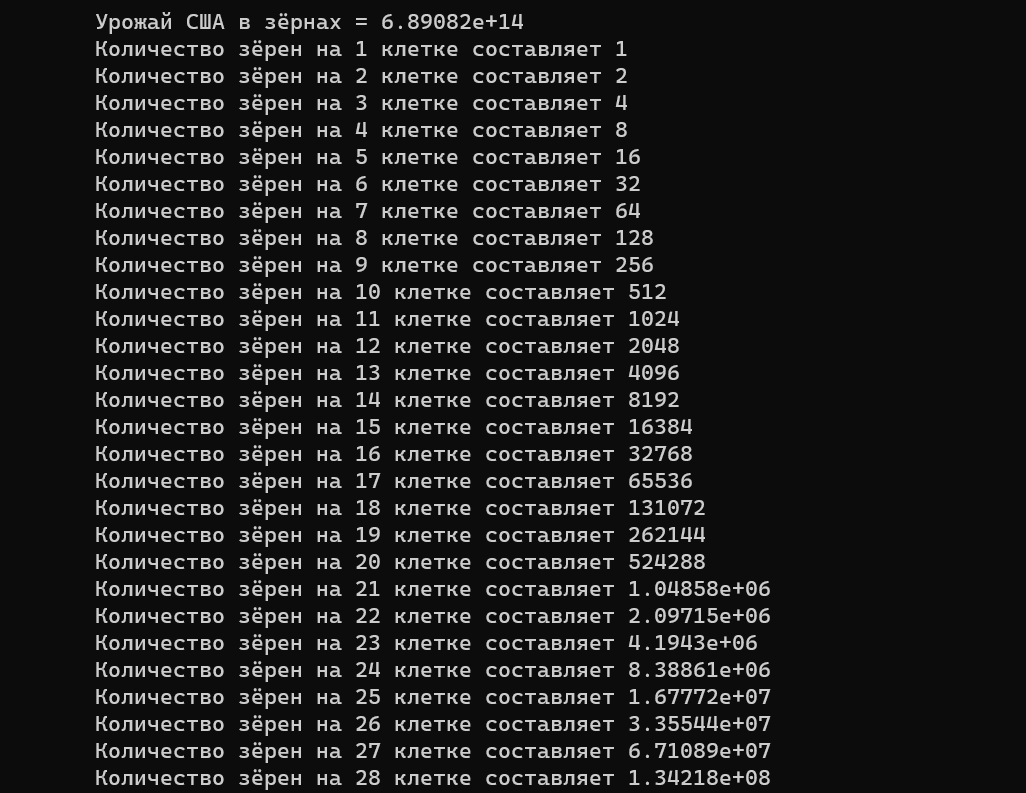 Урожай США в зёрнах = 6.89082e+14
Количество зёрен на 1 клетке составляет 1
Количество зёрен на 2 клетке составляет 2
Количество зёрен на 3 клетке составляет 4
Количество зёрен на 4 клетке составляет 8
Количество зёрен на 5 клетке составляет 16
Количество зёрен на 6 клетке составляет 32
Количество зёрен на 7 клетке составляет 64
Количество зёрен на 8 клетке составляет 128
Количество зёрен на 9 клетке составляет 256
Количество зёрен на 10 клетке составляет 512
Количество зёрен на 11 клетке составляет 1024
Количество зёрен на 12 клетке составляет 2048
Количество зёрен на 13 клетке составляет 4096
Количество зёрен на 14 клетке составляет 8192
Количество зёрен на 15 клетке составляет 16384
Количество зёрен на 16 клетке составляет 32768
Количество зёрен на 17 клетке составляет 65536
Количество зёрен на 18 клетке составляет 131072
Количество зёрен на 19 клетке составляет 262144
Количество зёрен на 20 клетке составляет 524288
Количество зёрен на 21 клетке составляет 1.04858e+06
Количество зёрен на 22 клетке составляет 2.09715e+06
Количество зёрен на 23 клетке составляет 4.1943e+06
Количество зёрен на 24 клетке составляет 8.38861e+06
Количество зёрен на 25 клетке составляет 1.67772e+07
Количество зёрен на 26 клетке составляет 3.35544e+07
Количество зёрен на 27 клетке составляет 6.71089e+07
Количество зёрен на 28 клетке составляет 1.34218e+08